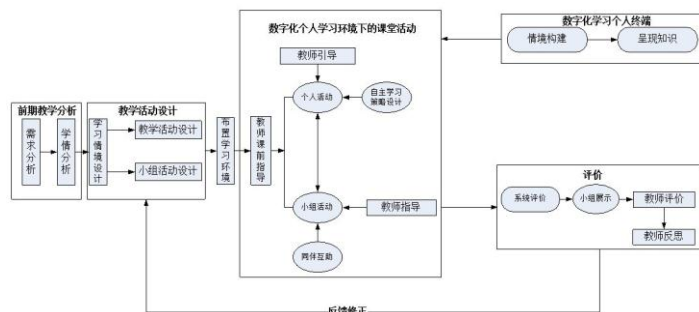 数字化个人学习环境下的课堂活动
数字化学习个人终端
情境构建
呈现知识
教师引导
个人活动
自主学习
策略设计
前期教学分析
需求分析
学情分析
教学活动设计
学习情境设计
教学活动设计
小组活动设计
布置学习环境
教师课前指导
小组活动
教师指导
同伴互助
评价
系统评价
小组展示
教师评价
教师反思
反馈修正